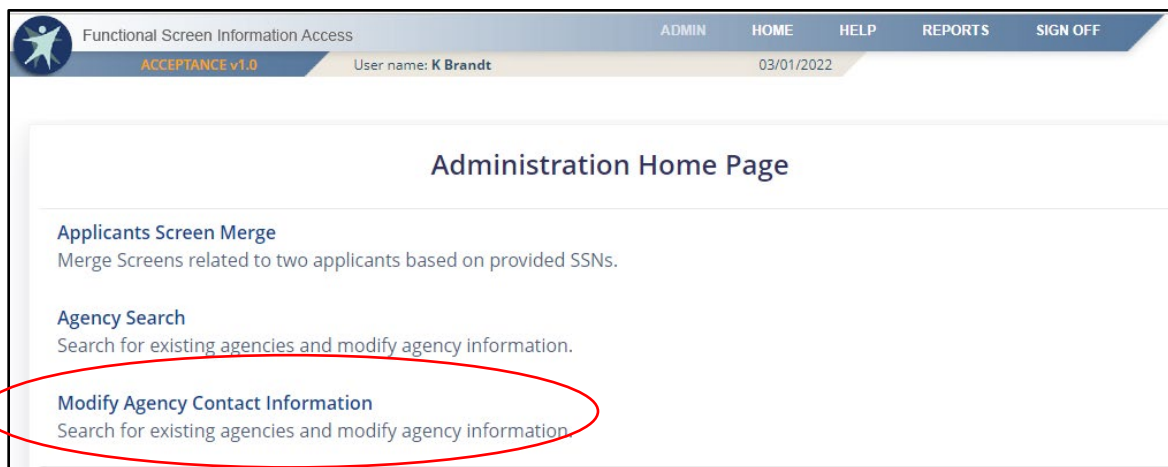 Functional Screen Information Access
ADMIN HOME HELP REPORTS SIGN OFF
ACCEPTANCE v1.0 User name: K Brandt 03/01/2022
Administration Home Page
Applicants Screen Merge
Merge Screens related to two applicants based on provided SSNs.
Agency Search
Search for existing agencies and modify agency information.
Modify Agency Contact Information
Search for existing agencies and modify agency information.